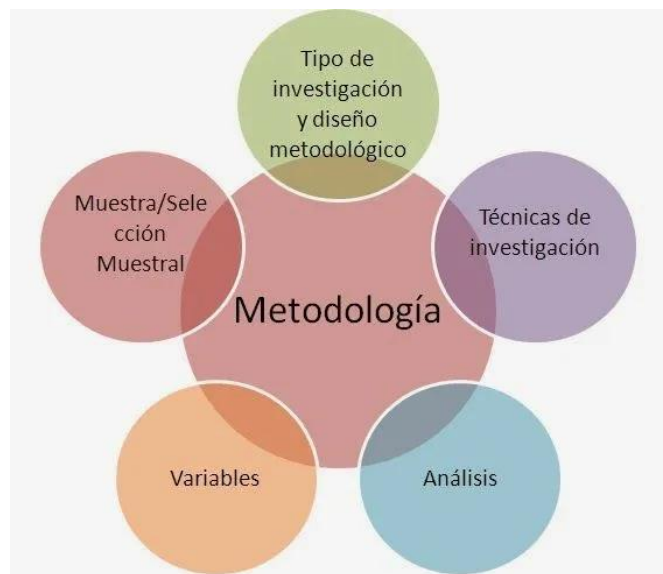 Tipo de
investigación
y diseño
metodológico
Muestra/Sele
cción
Muestral
Técnicas de
investigación
Metodología
Variables
Análisis